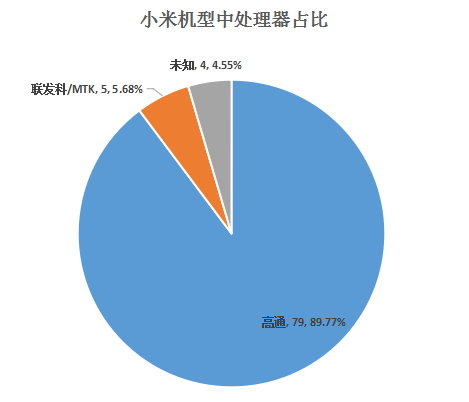 小米机型中处理器占比
未知, 4, 4.55%
联发科/MTK, 5, 5.68%
高通, 79, 89.77%